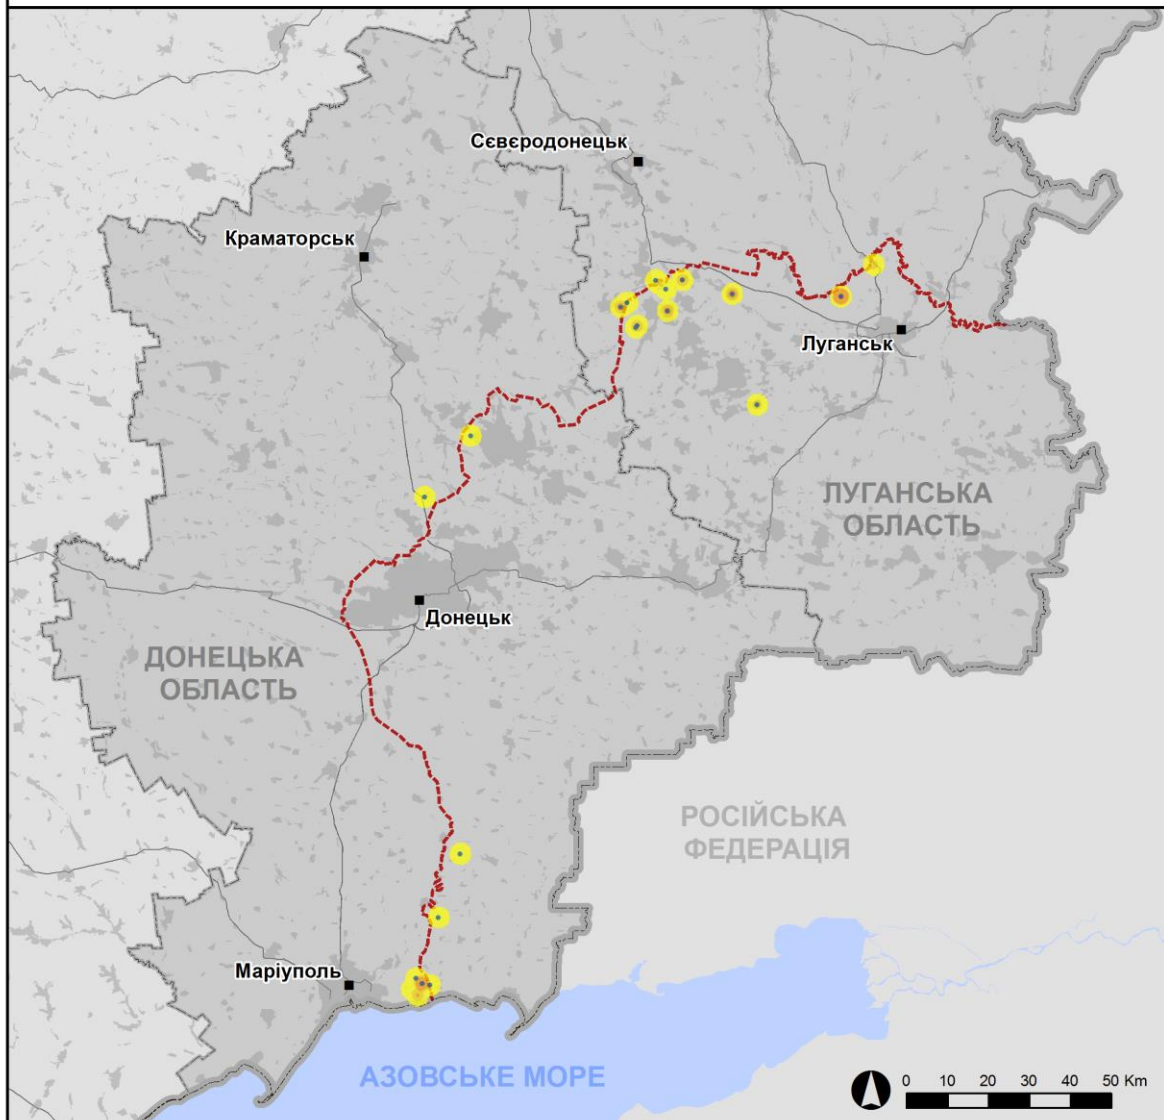 Сєвєродонецьк
Краматорськ
Луганськ
ЛУГАНСЬКА
ОБЛАСТЬ
Донецьк
ДОНЕЦЬКА
ОБЛАСТЬ
РОСІЙСЬКА
ФЕДЕРАЦІЯ
Маріуполь
АЗОВСЬКЕ МОРЕ
0 10 20 30 40 50 Km